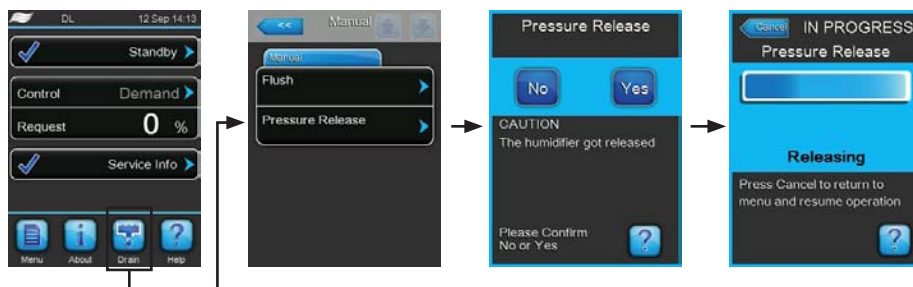 DL 12 Sep 14:13
Standby
Control Demand
Request 0 %
Service Info
Menu About Drain Help
<< Manual
Manual
Flush
Pressure Release
Pressure Release
No Yes
CAUTION
The humidifier got released
Please Confirm
No or Yes
?
Cancel IN PROGRESS
Pressure Release
Releasing
Press Cancel to return to
menu and resume operation
?